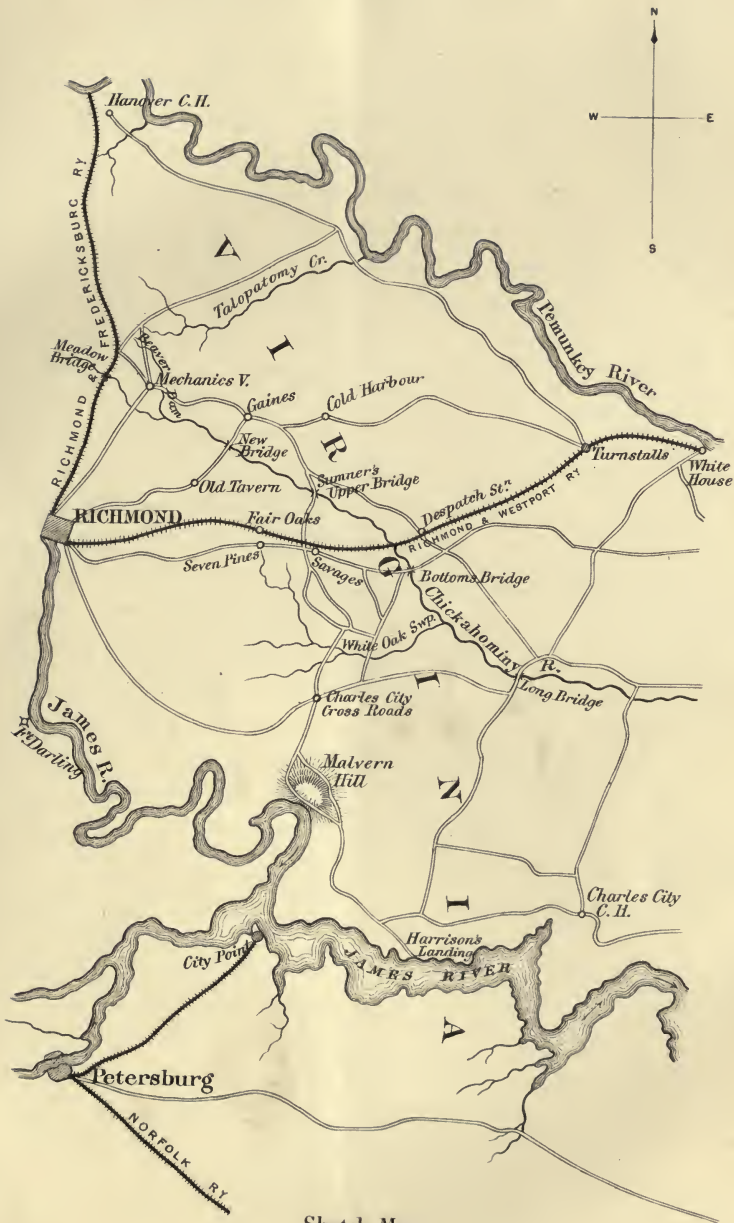 N
W
E
S
Hanover C.H.
RICHMOND & FREDERICKSBURG RY
VIRGINIA
Talopatomy Cr.
Pemunkey River
Meadow
Bridge
Beaver Dam
Mechanics V.
Gaines
Cold Harbour
New
Bridge
Turnstalls
White
House
Old Tavern
Sumner's
Upper Bridge
Despatch Stn.
RICHMOND & WESTPORT RY
RICHMOND
Fair Oaks
Seven Pines
Savages
Bottoms Bridge
Chickahominy R.
White Oak Swp.
Long Bridge
Charles City
Cross Roads
James R.
Ft. Darling
Malvern
Hill
Charles City
C.H.
Harrison's
Landing
City Point
JAMES RIVER
Petersburg
NORFOLK RY